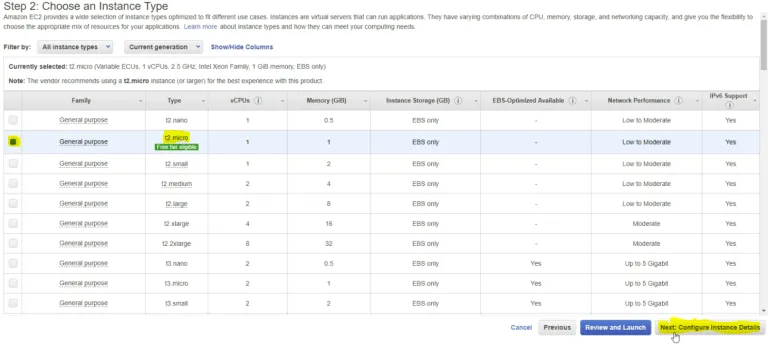 Step 2: Choose an Instance Type
Amazon EC2 provides a wide selection of instance types optimized to fit different use cases. Instances are virtual servers that can run applications. They have varying combinations of CPU, memory, storage, and networking capacity, and give you the flexibility to
choose the appropriate mix of resources for your applications. Learn more about instance types and how they can meet your computing needs.
Filter by: All instance types Current generation Show/Hide Columns
Currently selected: t2.micro (Variable ECUs, 1 vCPUs, 2.5 GHz, Intel Xeon Family, 1 GiB memory, EBS only)
Note: The vendor recommends using a t2.micro instance (or larger) for the best experience with this product.
Family Type vCPUs Memory (GiB) Instance Storage (GB) EBS-Optimized Available Network Performance IPv6 Support
General purpose t2.nano 1 0.5 EBS only - Low to Moderate Yes
General purpose t2.micro 1 1 EBS only - Low to Moderate Yes
Free tier eligible
General purpose t2.small 1 2 EBS only - Low to Moderate Yes
General purpose t2.medium 2 4 EBS only - Low to Moderate Yes
General purpose t2.large 2 8 EBS only - Low to Moderate Yes
General purpose t2.xlarge 4 16 EBS only - Moderate Yes
General purpose t2.2xlarge 8 32 EBS only - Moderate Yes
General purpose t3.nano 2 0.5 EBS only Yes Up to 5 Gigabit Yes
General purpose t3.micro 2 1 EBS only Yes Up to 5 Gigabit Yes
General purpose t3.small 2 2 EBS only Yes Up to 5 Gigabit Yes
Cancel Previous Review and Launch Next: Configure Instance Details